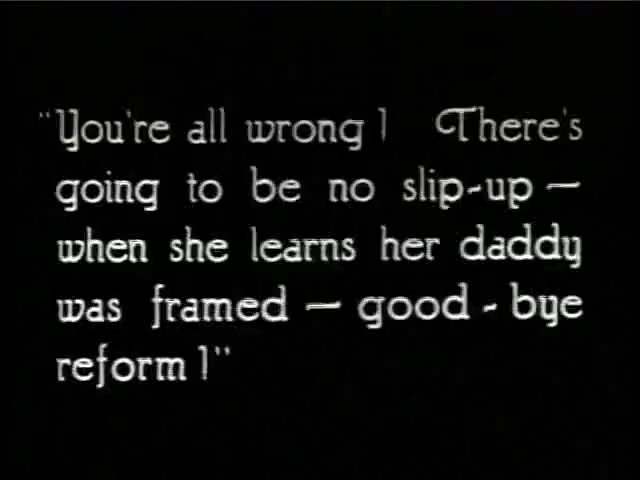 "You're all wrong! There's
going to be no slip-up —
when she learns her daddy
was framed — good-bye
reform!"